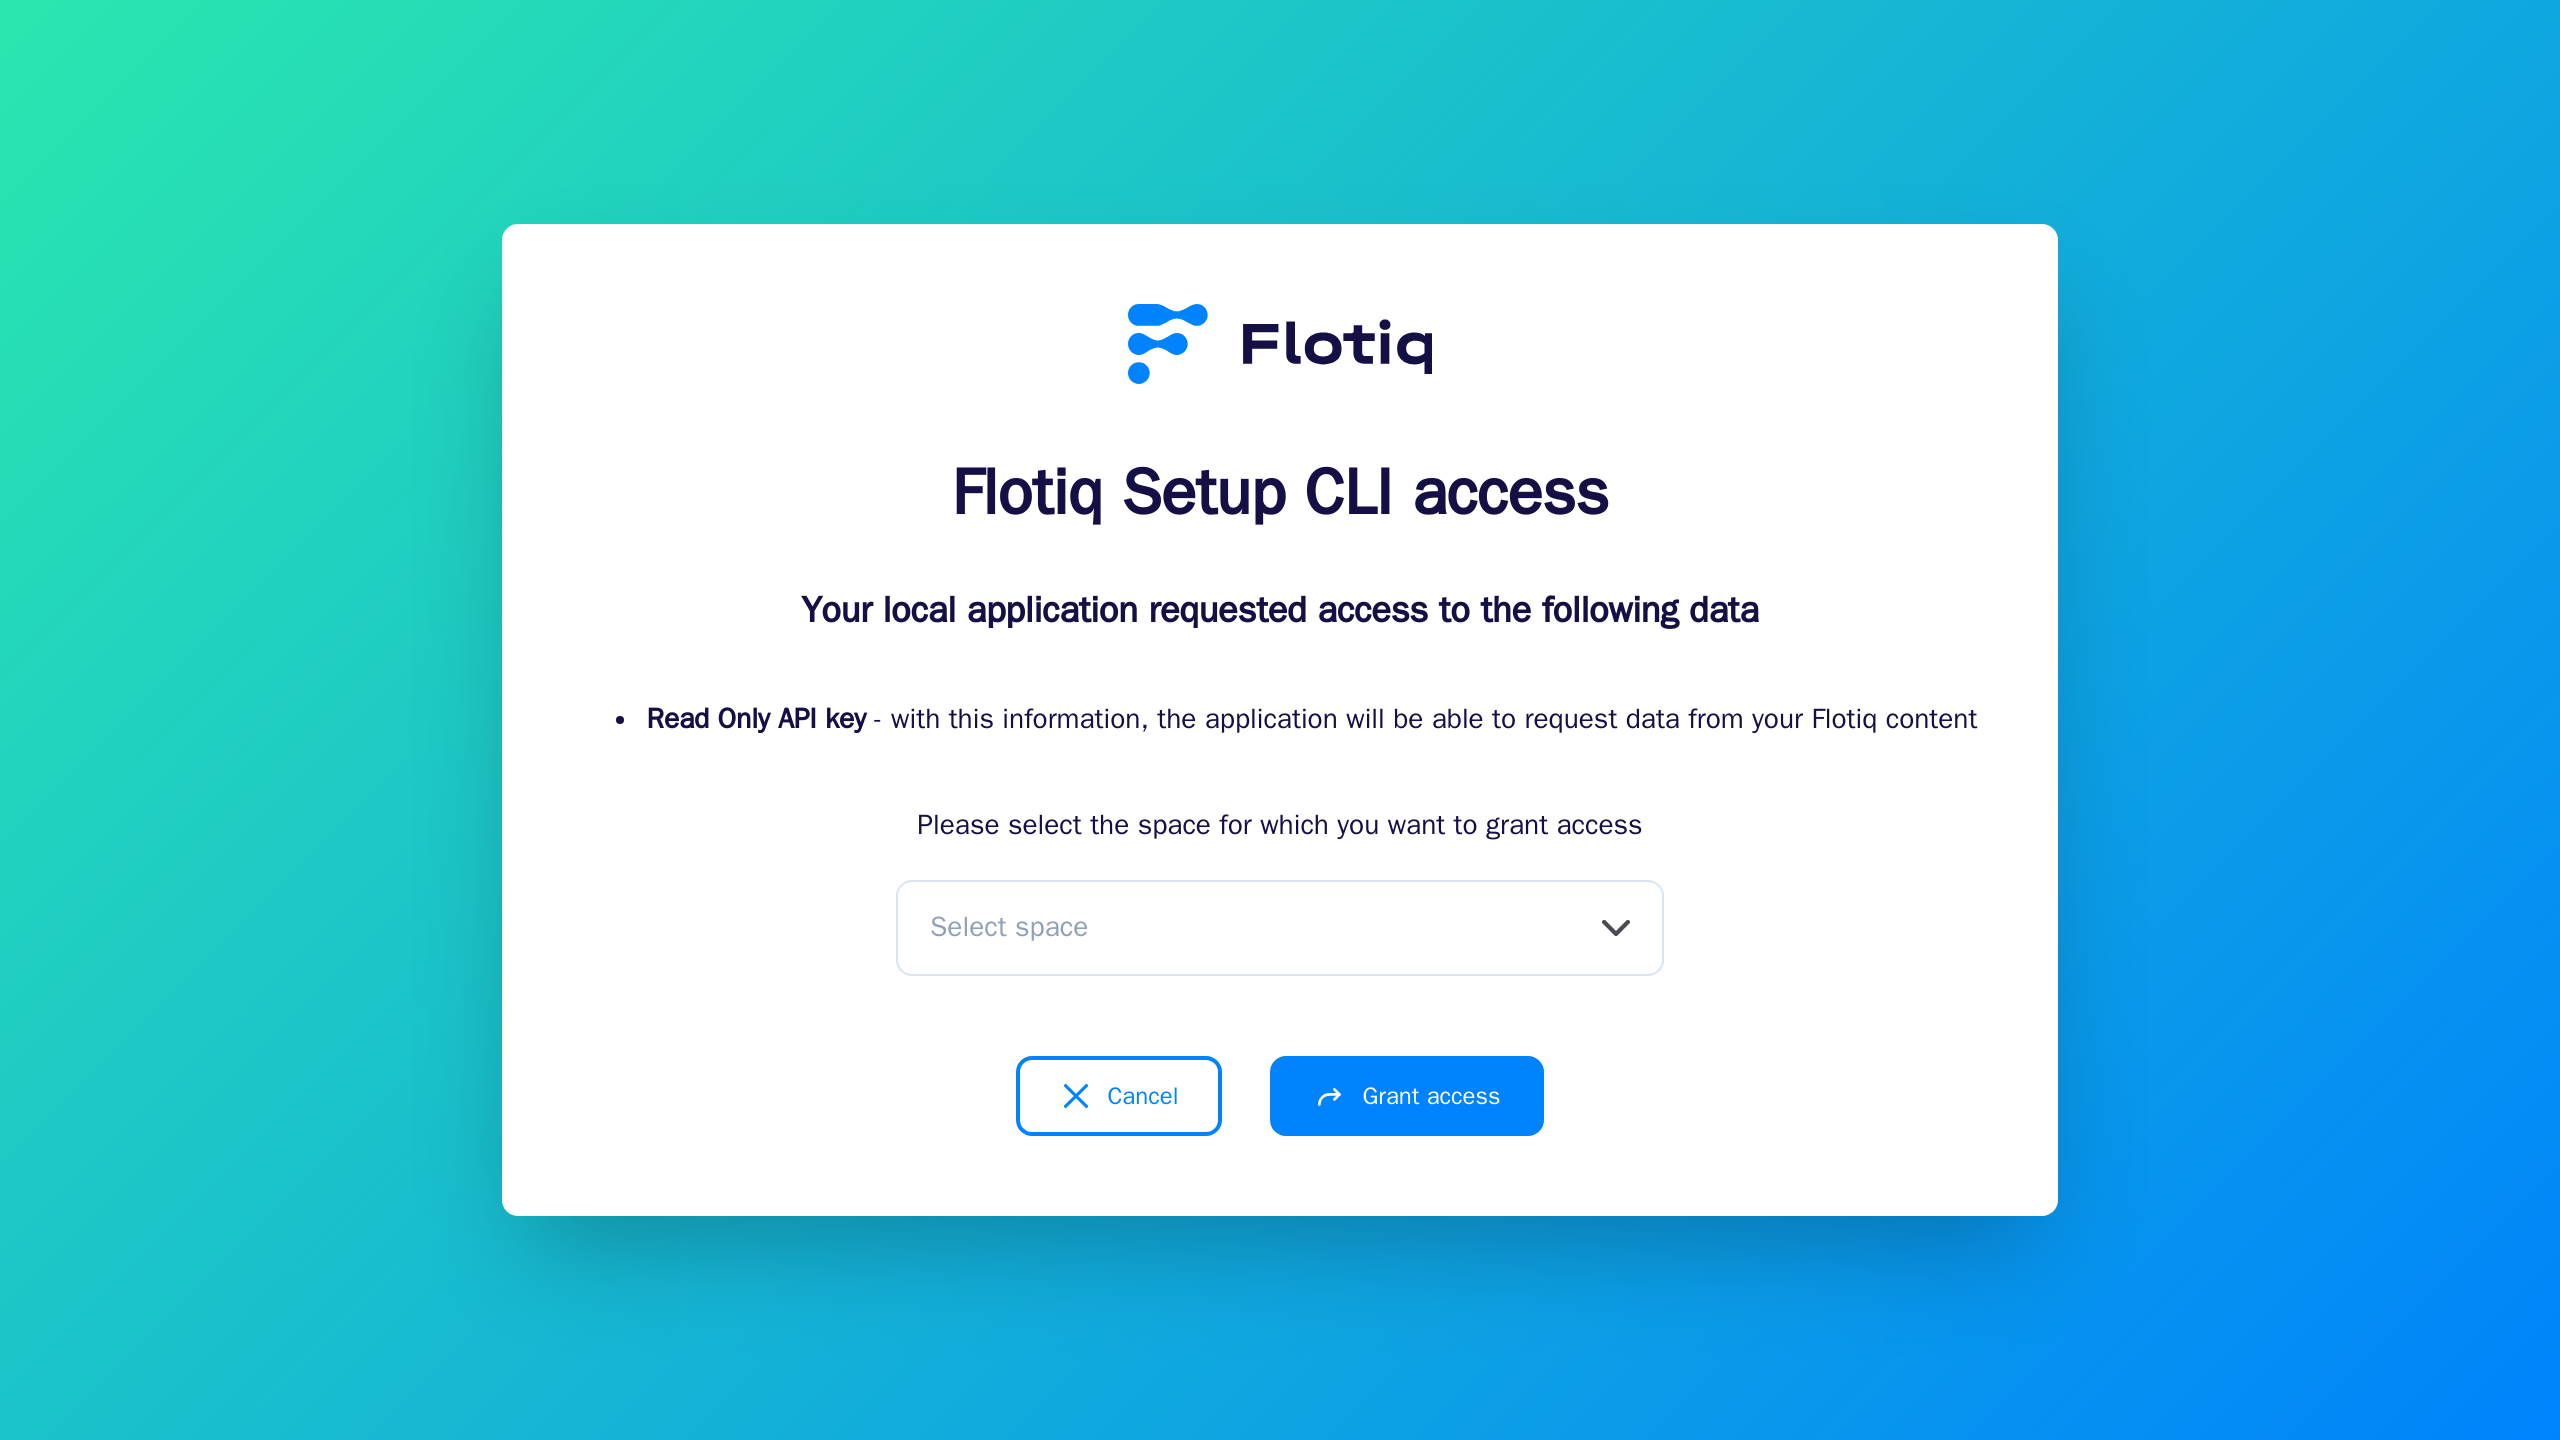 Flotiq
Flotiq Setup CLI access
Your local application requested access to the following data
• Read Only API key - with this information, the application will be able to request data from your Flotiq content
Please select the space for which you want to grant access
Select space
Cancel
Grant access